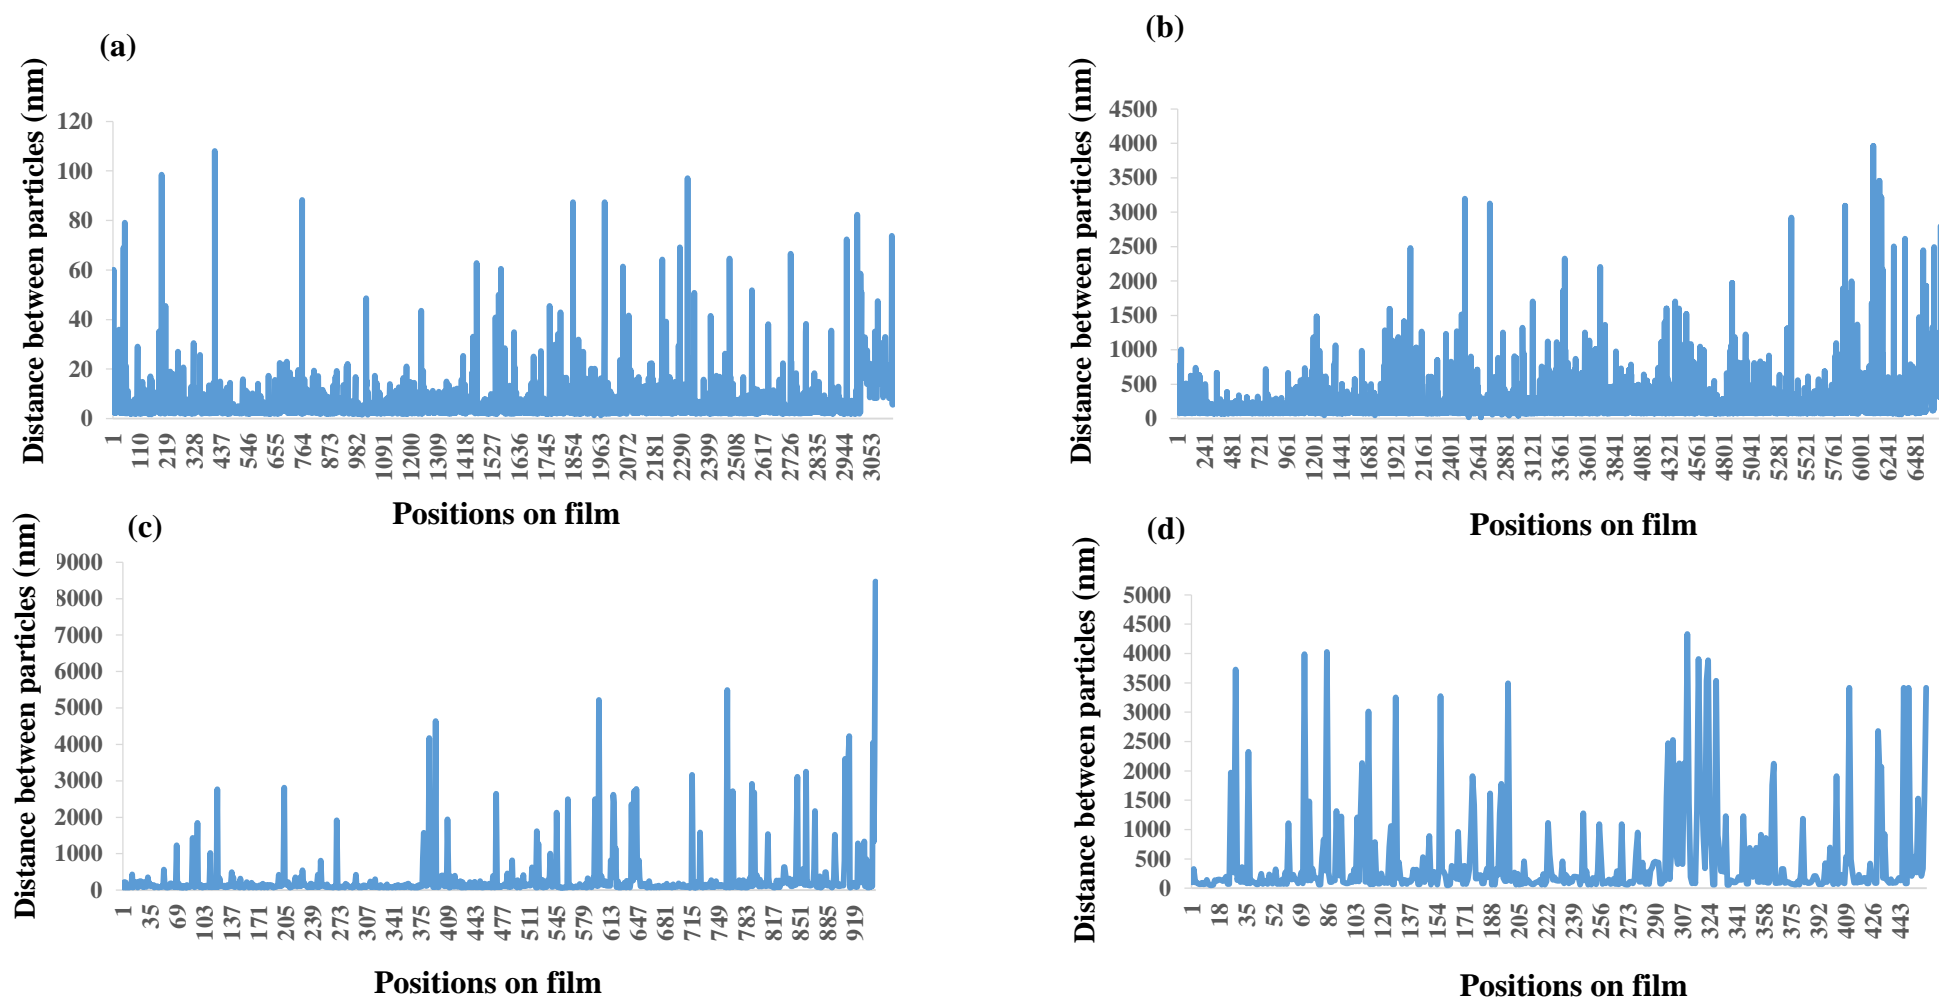 (a)
Distance between particles (nm)
120
100
80
60
40
20
0
1 110 219 328 437 546 655 764 873 982 1091 1200 1309 1418 1527 1636 1745 1854 1963 2072 2181 2290 2399 2508 2617 2726 2835 2944 3053
Positions on film
(b)
Distance between particles (nm)
4500
4000
3500
3000
2500
2000
1500
1000
500
0
1 241 481 721 961 1201 1441 1681 1921 2161 2401 2641 2881 3121 3361 3601 3841 4081 4321 4561 4801 5041 5281 5521 5761 6001 6241 6481
Positions on film
(c)
Distance between particles (nm)
9000
8000
7000
6000
5000
4000
3000
2000
1000
0
1 35 69 103 137 171 205 239 273 307 341 375 409 443 477 511 545 579 613 647 681 715 749 783 817 851 885 919
Positions on film
(d)
Distance between particles (nm)
5000
4500
4000
3500
3000
2500
2000
1500
1000
500
0
1 18 35 52 69 86 103 120 137 154 171 188 205 222 239 256 273 290 307 324 341 358 375 392 409 426 443
Positions on film